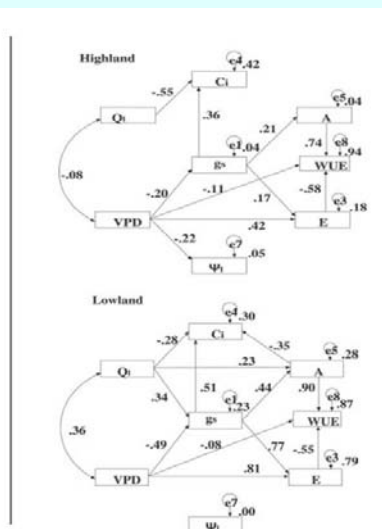 Highland
e4 .42
Ci
-.55
e5 .04
Qi .36 .21 A
e1 .04 .74 e8 .94
-.08 gs WUE
-.20 -.11 .17 -.58
e3 .18
VPD .42 E
-.22 e7
.05
Ψl
Lowland
e4 .30
Ci
-.28 -.35 e5 .28
Qi .23 A
.34 .51 .44 .90
e1 .23 e8 .87
.36 gs WUE
-.49 -.08 .77 -.55
e3 .79
VPD .81 E
e7 .00
Ψl